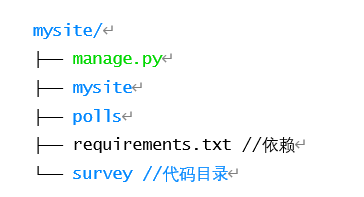 mysite/
├── manage.py
├── mysite
├── polls
├── requirements.txt //依赖
└── survey //代码目录